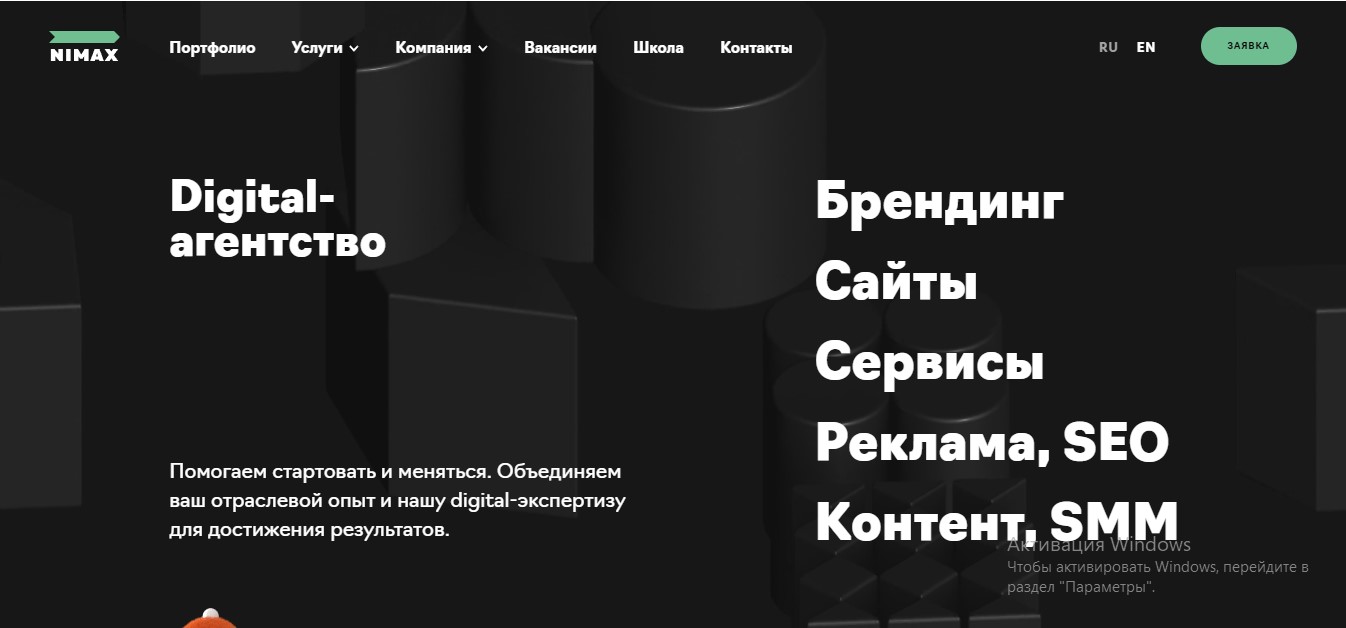 NIMAX
Портфолио
Услуги
Компания
Вакансии
Школа
Контакты
RU
EN
ЗАЯВКА
Digital-
агентство
Помогаем стартовать и меняться. Объединяем
ваш отраслевой опыт и нашу digital-экспертизу
для достижения результатов.
Брендинг
Сайты
Сервисы
Реклама, SEO
Контент, SMM
Активация Windows
Чтобы активировать Windows, перейдите в
раздел "Параметры".